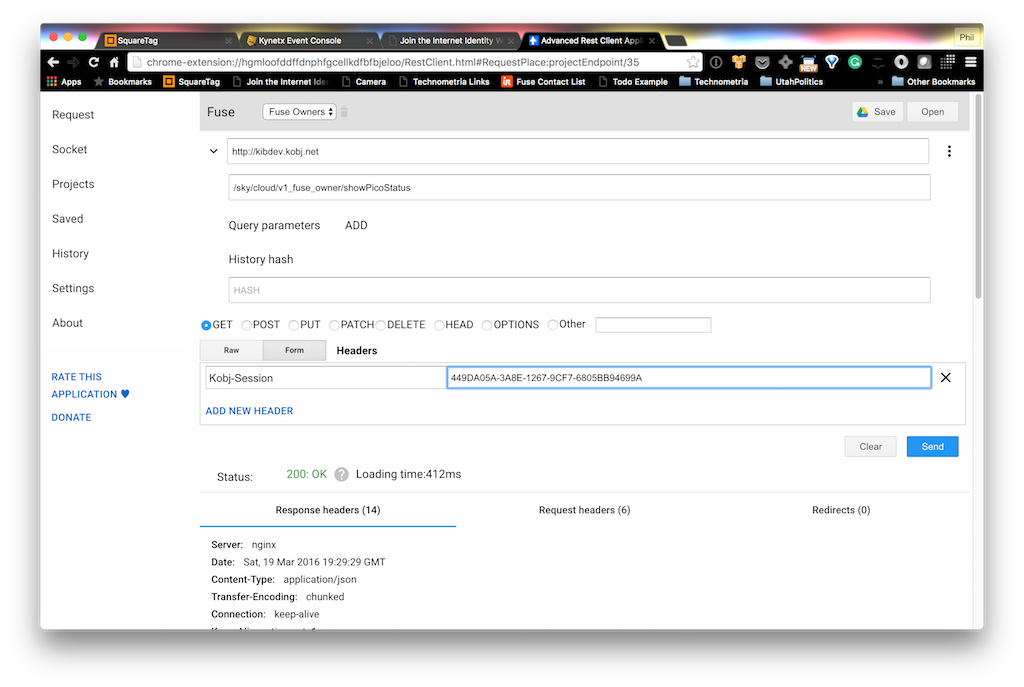 SquareTag
Kynetx Event Console
Join the Internet Identity W
Advanced Rest Client App
Phil
chrome-extension://hgmloofddffdnphfgcellkdfbfbjeloo/RestClient.html#RequestPlace:projectEndpoint/35
NEW
Apps
Bookmarks
SquareTag
Join the Internet Ide
Camera
Technometria Links
Fuse Contact List
Todo Example
Technometria
UtahPolitics
»
Other Bookmarks
Request
Socket
Projects
Saved
History
Settings
About
RATE THIS
APPLICATION
DONATE
Fuse
Fuse Owners
Save
Open
http://kibdev.kobj.net
/sky/cloud/v1_fuse_owner/showPicoStatus
Query parameters ADD
History hash
HASH
GET POST PUT PATCH DELETE HEAD OPTIONS Other
Raw Form Headers
Kobj-Session 449DA05A-3A8E-1267-9CF7-6805BB94699A
ADD NEW HEADER
Clear Send
Status: 200: OK ? Loading time:412ms
Response headers (14) Request headers (6) Redirects (0)
Server: nginx
Date: Sat, 19 Mar 2016 19:29:29 GMT
Content-Type: application/json
Transfer-Encoding: chunked
Connection: keep-alive